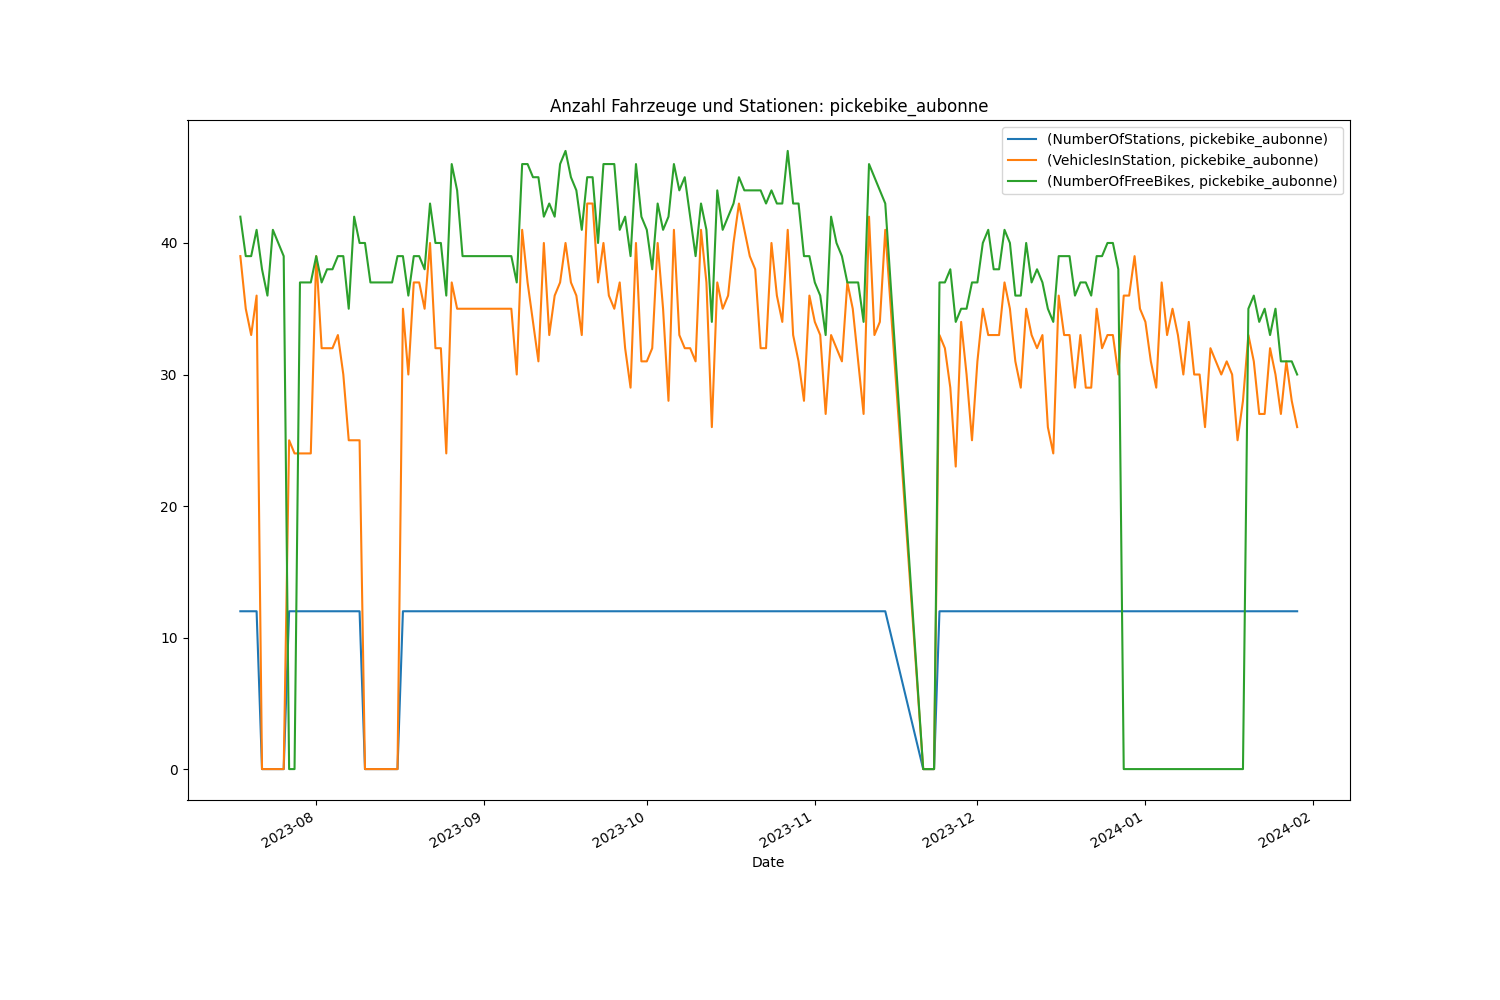 Anzahl Fahrzeuge und Stationen: pickebike_aubonne
(NumberOfStations, pickebike_aubonne)
(VehiclesInStation, pickebike_aubonne)
(NumberOfFreeBikes, pickebike_aubonne)
40
30
20
10
0
2023-08
2023-09
2023-10
2023-11
2023-12
2024-01
2024-02
Date